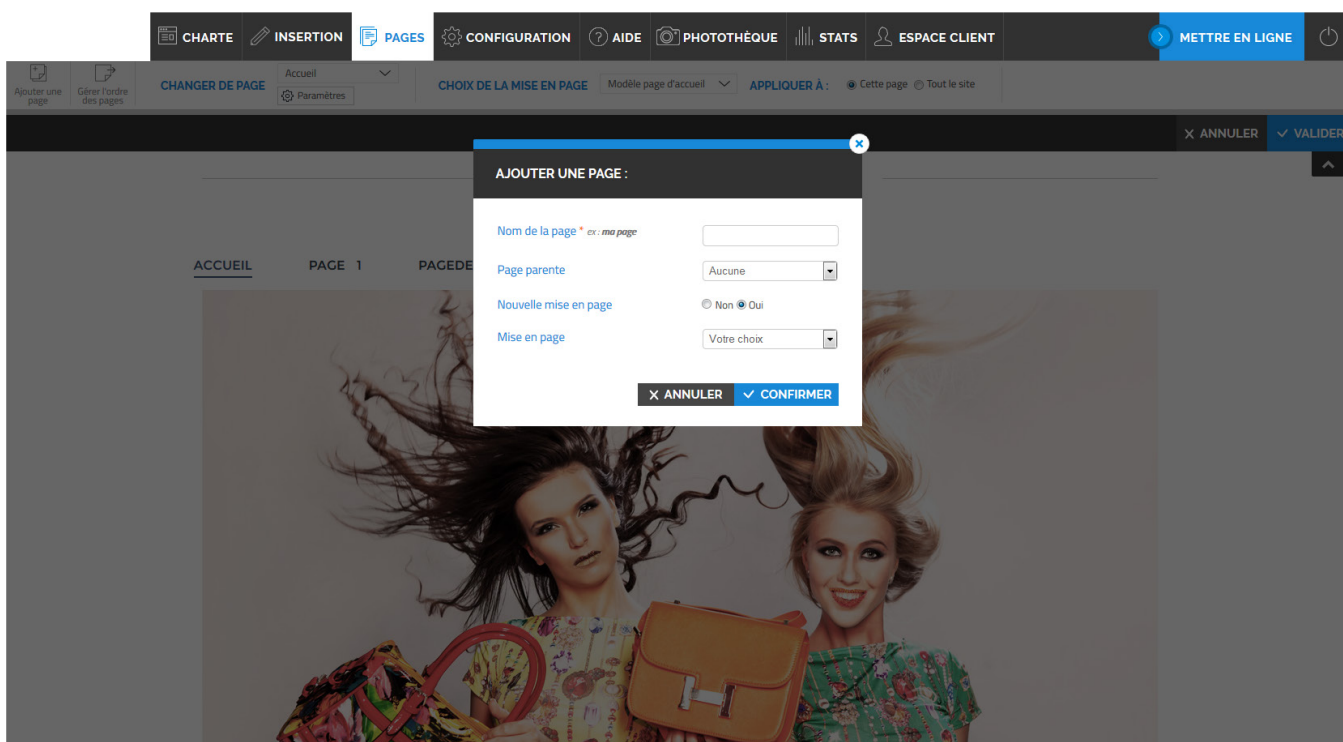 CHARTE INSERTION PAGES CONFIGURATION ? AIDE PHOTOTHÈQUE STATS ESPACE CLIENT METTRE EN LIGNE
Ajouter une page
Gérer l'ordre des pages
CHANGER DE PAGE
Accueil
Paramètres
CHOIX DE LA MISE EN PAGE Modèle page d'accueil APPLIQUER À : Cette page Tout le site
ANNULER VALIDER
AJOUTER UNE PAGE :
Nom de la page * ex : ma page
Page parente Aucune
Nouvelle mise en page Non Oui
Mise en page Votre choix
ANNULER CONFIRMER
ACCUEIL PAGE 1 PAGEDE